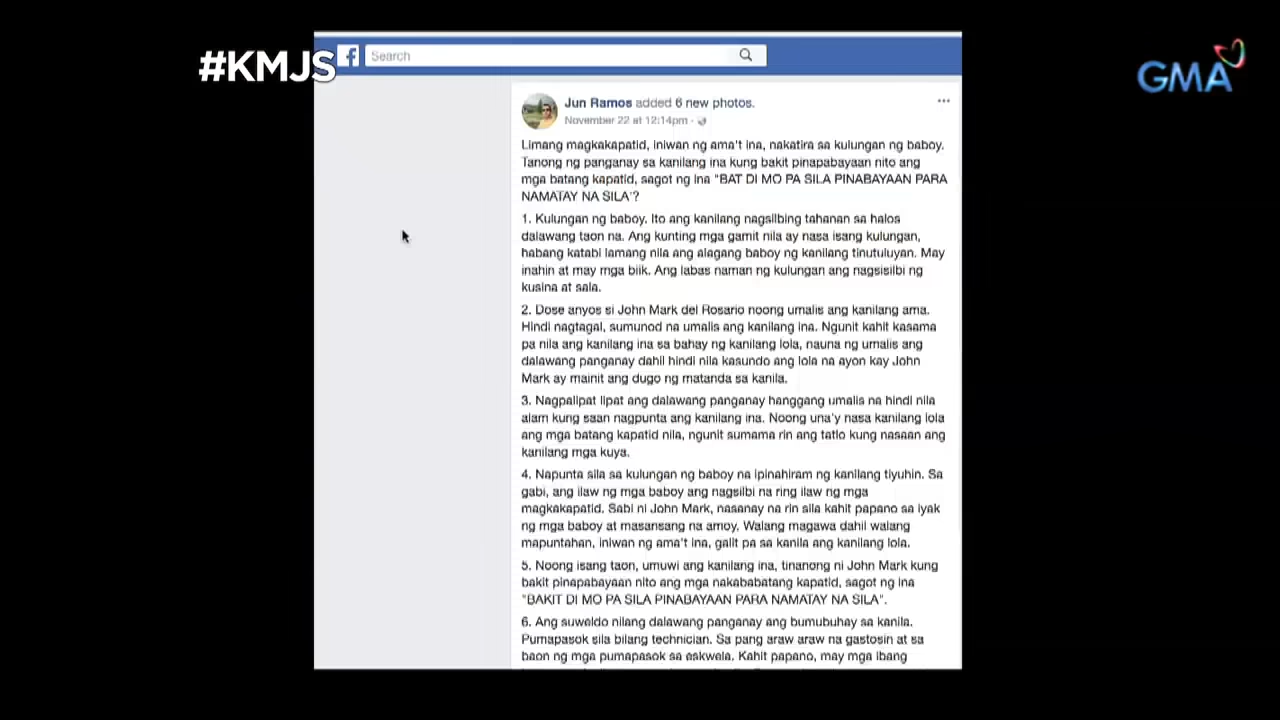 #KMJS
Search
GMA
Jun Ramos added 6 new photos.
November 22 at 12:14pm ·
Limang magkakapatid, iniwan ng ama't ina, nakatira sa kulungan ng baboy.
Tanong ng panganay sa kanilang ina kung bakit pinapabayaan nito ang
mga batang kapatid, sagot ng ina "BAT DI MO PA SILA PINABAYAAN PARA
NAMATAY NA SILA'?
1. Kulungan ng baboy. Ito ang kanilang nagsilbing tahanan sa halos
dalawang taon na. Ang kunting mga gamit nila ay nasa isang kulungan,
habang katabi lamang nila ang alagang baboy ng kanilang tinutuluyan. May
inahin at may mga biik. Ang labas naman ng kulungan ang nagsisilbi ng
kusina at sala.
2. Dose anyos si John Mark del Rosario noong umalis ang kanilang ama.
Hindi nagtagal, sumunod na umalis ang kanilang ina. Ngunit kahit kasama
pa nila ang kanilang ina sa bahay ng kanilang lola, nauna ng umalis ang
dalawang panganay dahil hindi nila kasundo ang lola na ayon kay John
Mark ay mainit ang dugo ng matanda sa kanila.
3. Nagpalipat lipat ang dalawang panganay hanggang umalis na hindi nila
alam kung saan nagpunta ang kanilang ina. Noong una'y nasa kanilang lola
ang mga batang kapatid nila, ngunit sumama rin ang tatlo kung nasaan ang
kanilang mga kuya.
4. Napunta sila sa kulungan ng baboy na ipinahiram ng kanilang tiyuhin. Sa
gabi, ang ilaw ng mga baboy ang nagsilbi na ring ilaw ng mga
magkakapatid. Sabi ni John Mark, nasanay na rin sila kahit papano sa iyak
ng mga baboy at masansang na amoy. Walang magawa dahil walang
mapuntahan, iniwan ng ama't ina, galit pa sa kanila ang kanilang lola.
5. Noong isang taon, umuwi ang kanilang ina, tinanong ni John Mark kung
bakit pinapabayaan nito ang mga nakababatang kapatid, sagot ng ina
"BAKIT DI MO PA SILA PINABAYAAN PARA NAMATAY NA SILA".
6. Ang suweldo nilang dalawang panganay ang bumubuhay sa kanila.
Pumapasok sila bilang technician. Sa pang araw araw na gastosin at sa
baon ng mga pumapasok sa eskwela. Kahit papano, may mga ibang